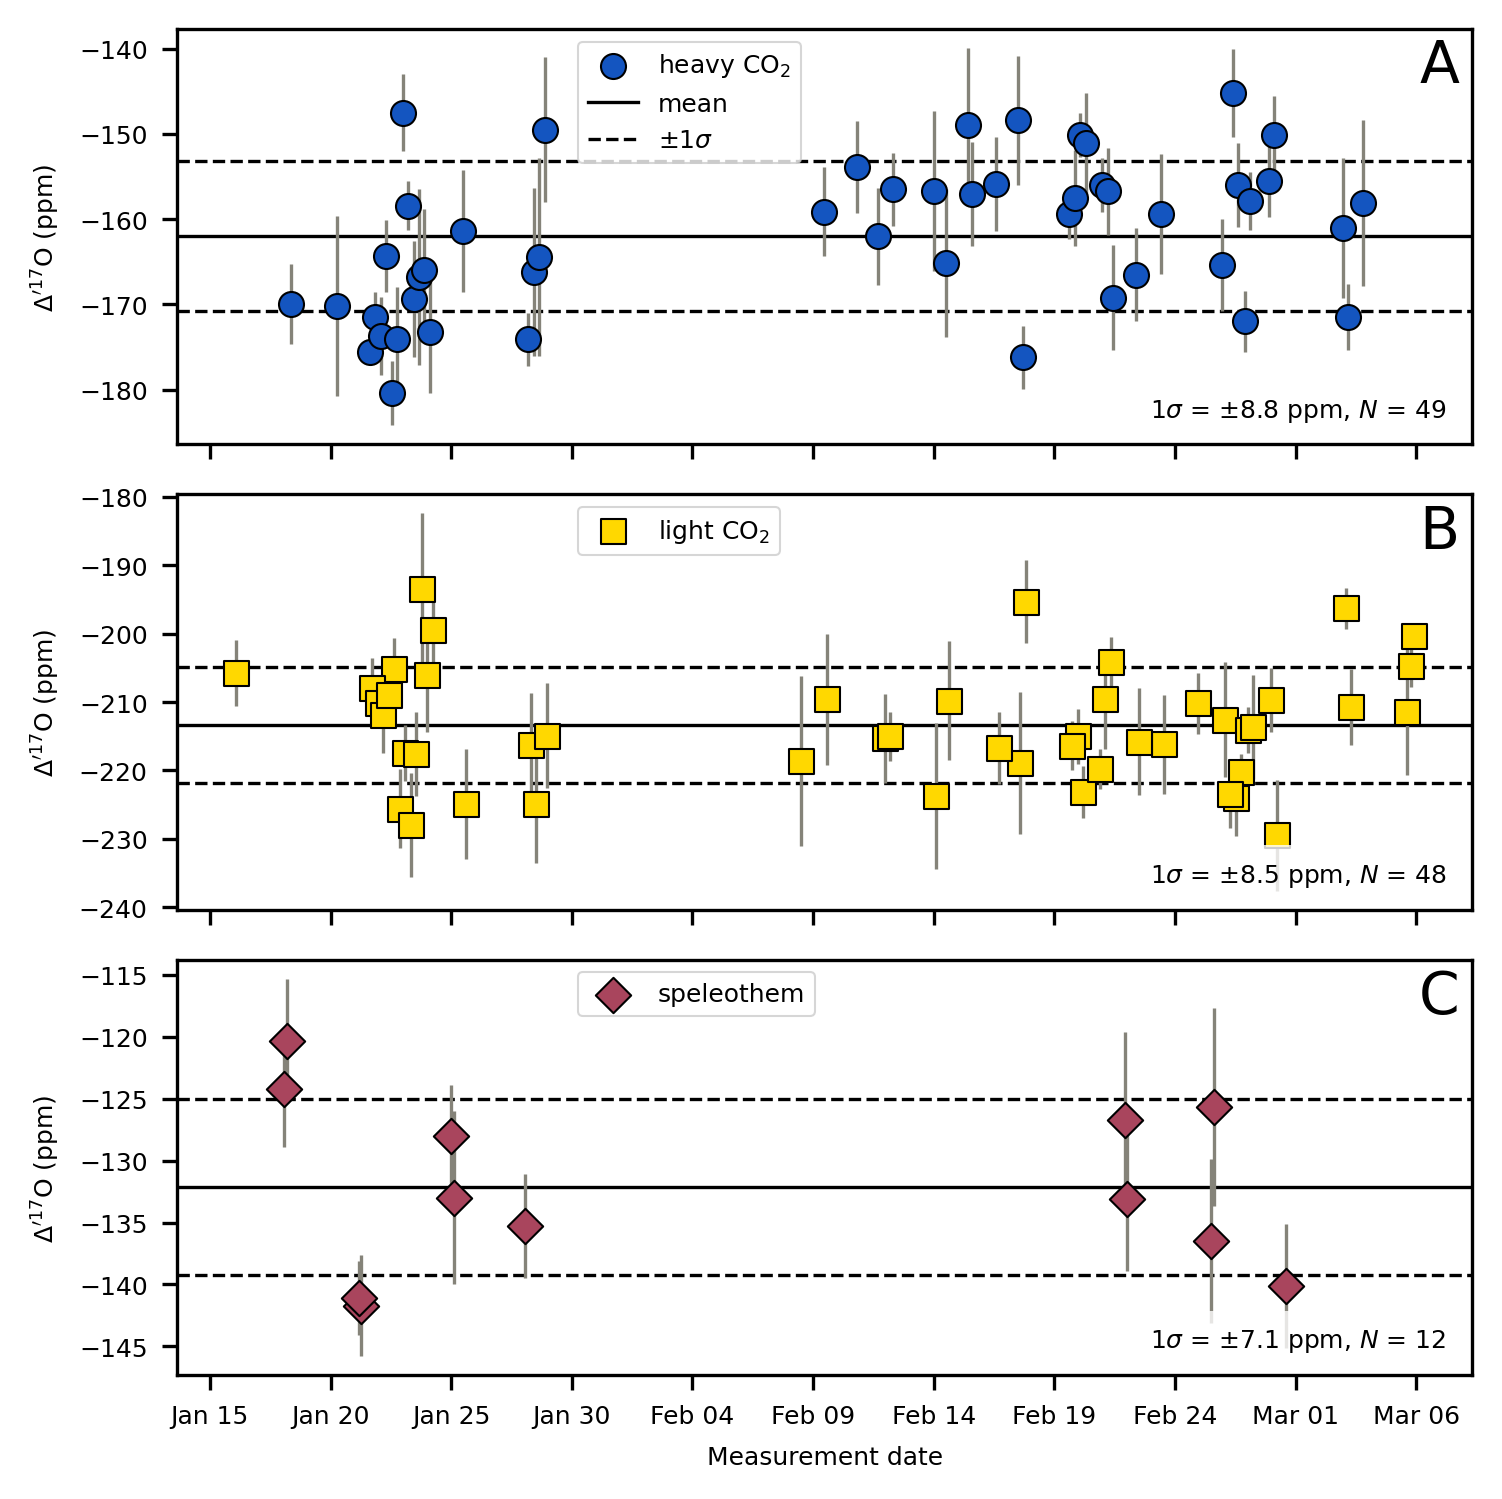 A
heavy CO₂
mean
±1σ
−140
−150
−160
−170
−180
Δ′¹⁷O (ppm)
1σ = ±8.8 ppm, N = 49
B
light CO₂
−180
−190
−200
−210
−220
−230
−240
Δ′¹⁷O (ppm)
1σ = ±8.5 ppm, N = 48
C
speleothem
−115
−120
−125
−130
−135
−140
−145
Δ′¹⁷O (ppm)
1σ = ±7.1 ppm, N = 12
Jan 15 Jan 20 Jan 25 Jan 30 Feb 04 Feb 09 Feb 14 Feb 19 Feb 24 Mar 01 Mar 06
Measurement date